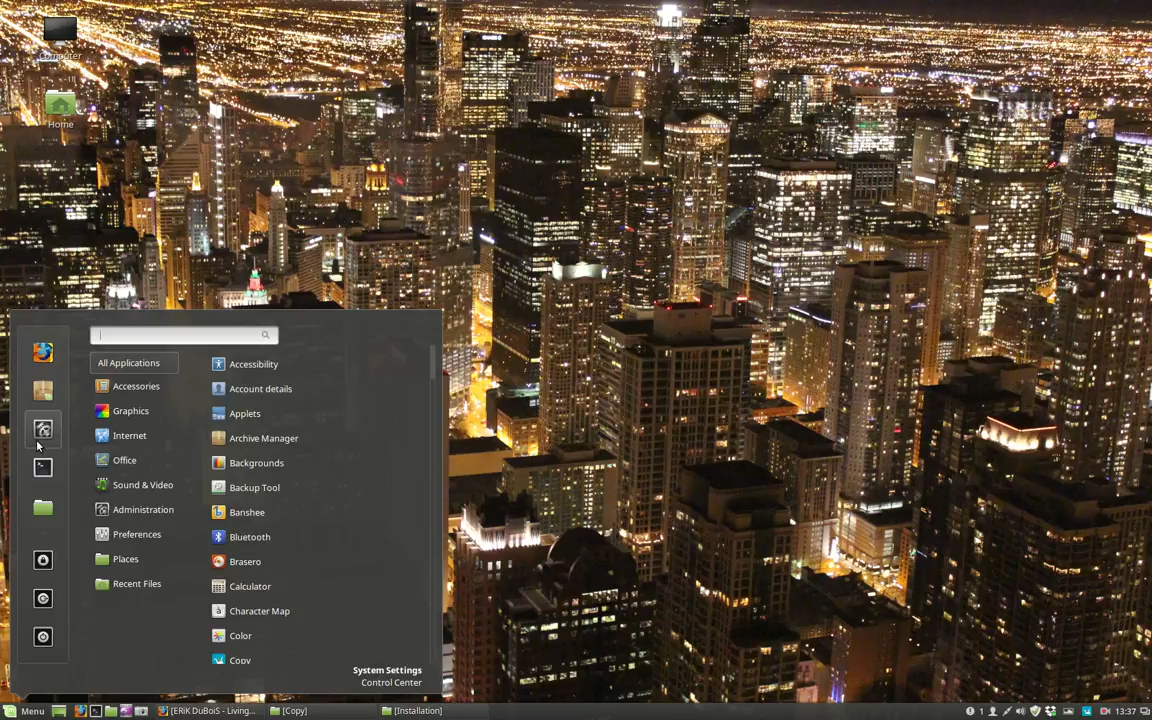 Computer
Home
All Applications
Accessories
Graphics
Internet
Office
Sound & Video
Administration
Preferences
Places
Recent Files
Accessibility
Account details
Applets
Archive Manager
Backgrounds
Backup Tool
Banshee
Bluetooth
Brasero
Calculator
Character Map
Color
Copy
System Settings
Control Center
Menu
[ERiK DuBoiS - Living...
[Copy]
[Installation]
1
13:37